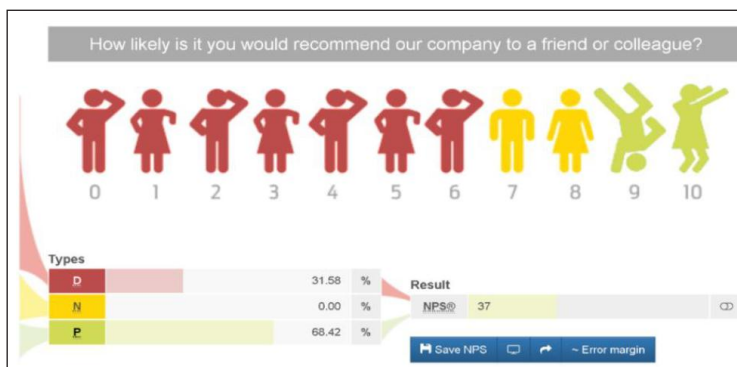 How likely is it you would recommend our company to a friend or colleague?
0 1 2 3 4 5 6 7 8 9 10
Types
D 31.58 %
N 0.00 %
P 68.42 %
Result
NPS® 37
Save NPS ~ Error margin